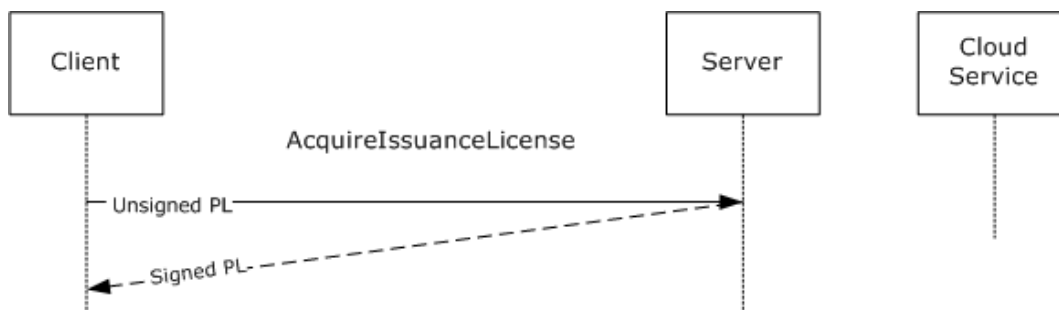 Client
Server
Cloud
Service
AcquireIssuanceLicense
Unsigned PL
Signed PL